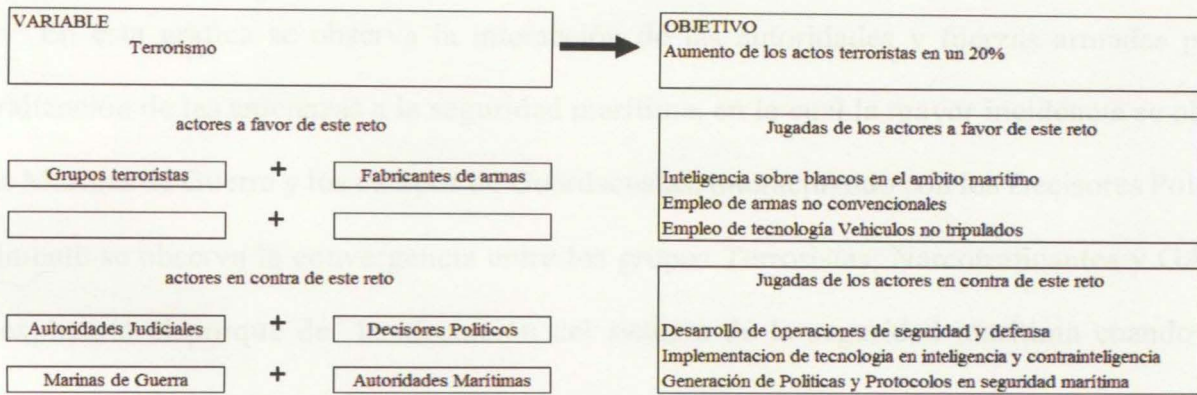 VARIABLE
Terrorismo
OBJETIVO
Aumento de los actos terroristas en un 20%
actores a favor de este reto
Grupos terroristas + Fabricantes de armas
+
Jugadas de los actores a favor de este reto
Inteligencia sobre blancos en el ambito marítimo
Empleo de armas no convencionales
Empleo de tecnología Vehiculos no tripulados
actores en contra de este reto
Autoridades Judiciales + Decisores Politicos
Marinas de Guerra + Autoridades Marítimas
Jugadas de los actores en contra de este reto
Desarrollo de operaciones de seguridad y defensa
Implementacion de tecnologia en inteligencia y contrainteligencia
Generación de Políticas y Protocolos en seguridad marítima